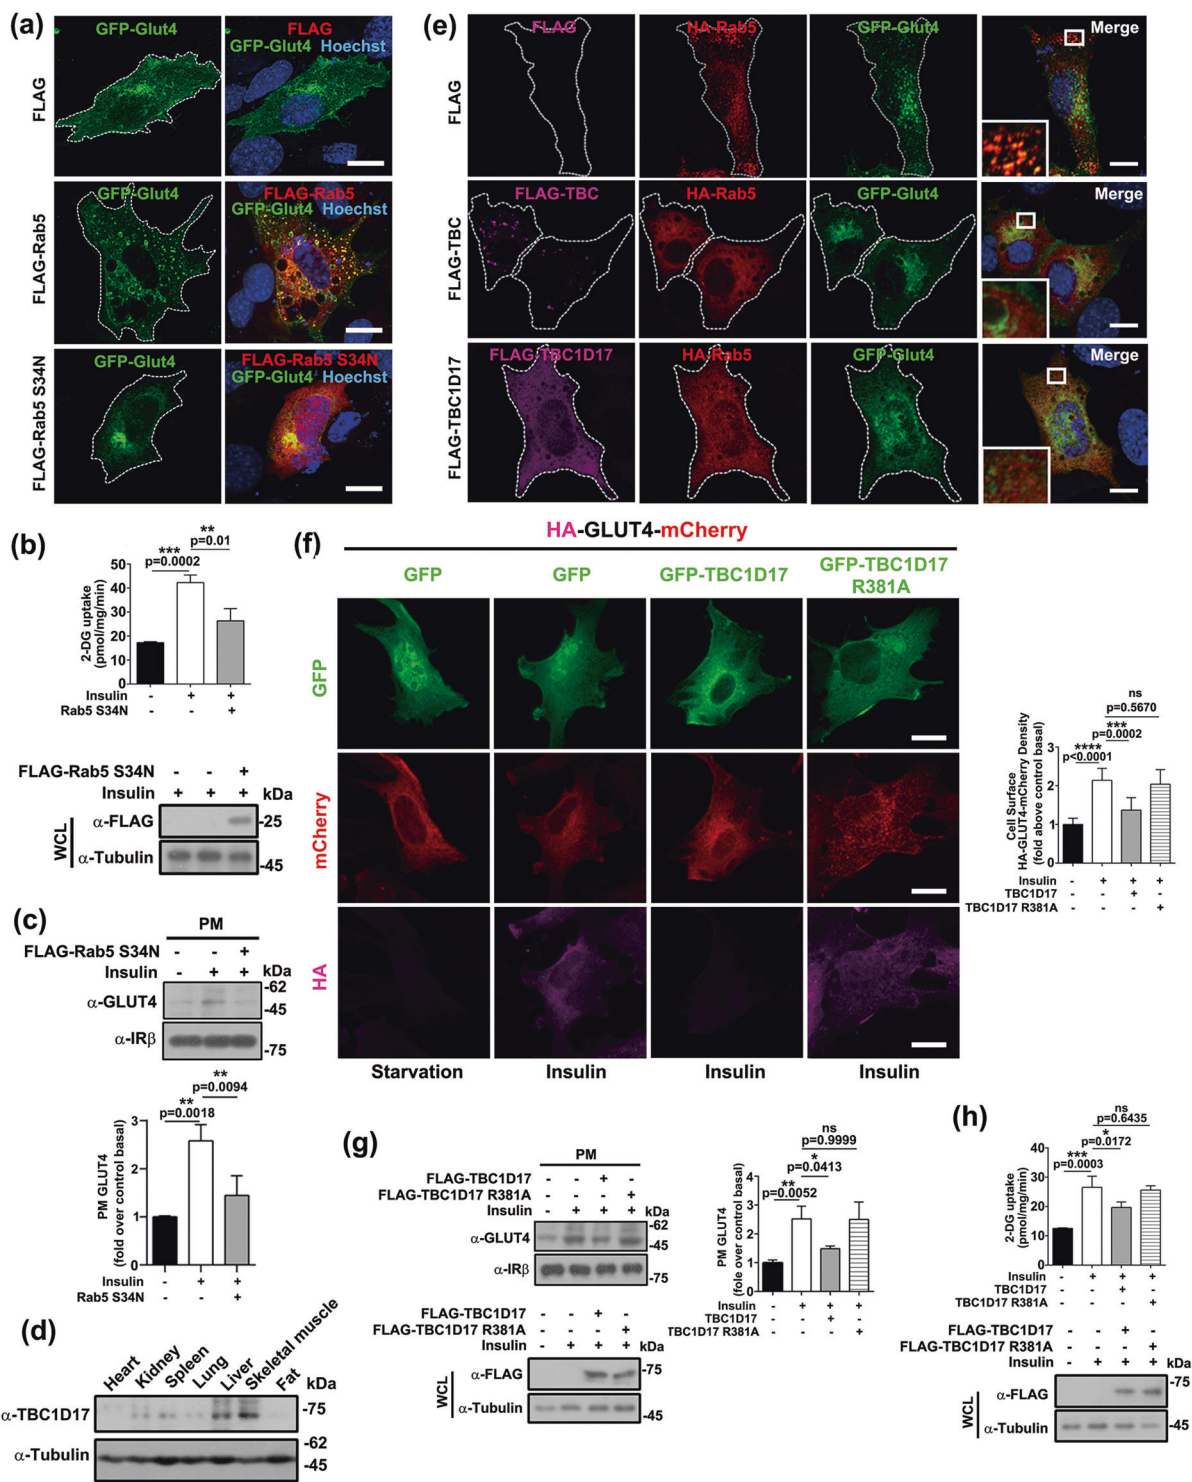 (a)
GFP-Glut4
FLAG
GFP-Glut4 Hoechst
FLAG
GFP-Glut4
FLAG-Rab5
GFP-Glut4 Hoechst
FLAG-Rab5
GFP-Glut4
FLAG-Rab5 S34N
GFP-Glut4 Hoechst
FLAG-Rab5 S34N
(e)
FLAG
HA-Rab5
GFP-Glut4
Merge
FLAG
FLAG-TBC
HA-Rab5
GFP-Glut4
Merge
FLAG-TBC
FLAG-TBC1D17
HA-Rab5
GFP-Glut4
Merge
FLAG-TBC1D17
(b)
**
*** p=0.01
p=0.0002
50
40
30
20
10
0
2-DG uptake
(pmol/mg/min)
Insulin - + +
Rab5 S34N - - +
FLAG-Rab5 S34N - - +
Insulin + + + kDa
α-FLAG -25
α-Tubulin -45
WCL
(c)
PM
FLAG-Rab5 S34N - - +
Insulin - + + kDa
-62
α-GLUT4 -45
α-IRβ -75
**
** p=0.0094
p=0.0018
3
2
1
0
PM GLUT4
(fold over control basal)
Insulin - + +
Rab5 S34N - - +
(d)
Heart Kidney Spleen Lung Liver Skeletal muscle Fat
kDa
α-TBC1D17 -75
-62
α-Tubulin -45
(f)
HA-GLUT4-mCherry
GFP GFP GFP-TBC1D17 GFP-TBC1D17
R381A
GFP
mCherry
HA
Starvation Insulin Insulin Insulin
ns
p=0.5670
***
p=0.0002
****
p<0.0001
3
2
1
0
Cell Surface
HA-GLUT4-mCherry Density
(fold above control basal)
Insulin - + + +
TBC1D17 - - + -
TBC1D17 R381A - - - +
(g)
PM
FLAG-TBC1D17 - - + -
FLAG-TBC1D17 R381A - - - +
Insulin - + + + kDa
-62
α-GLUT4 -45
α-IRβ -75
FLAG-TBC1D17 - - + -
FLAG-TBC1D17 R381A - - - +
Insulin - + + + kDa
α-FLAG -75
α-Tubulin -45
WCL
ns
p=0.9999
*
p=0.0413
**
p=0.0052
4
3
2
1
0
PM GLUT4
(fole over control basal)
Insulin - + + +
TBC1D17 - - + -
TBC1D17 R381A - - - +
(h)
ns
p=0.6435
*
p=0.0172
***
p=0.0003
40
30
20
10
0
2-DG uptake
(pmol/mg/min)
Insulin - + + +
TBC1D17 - - + -
TBC1D17 R381A - - - +
FLAG-TBC1D17 - - + -
FLAG-TBC1D17 R381A - - - +
Insulin - + + + kDa
-75
α-FLAG
α-Tubulin -45
WCL